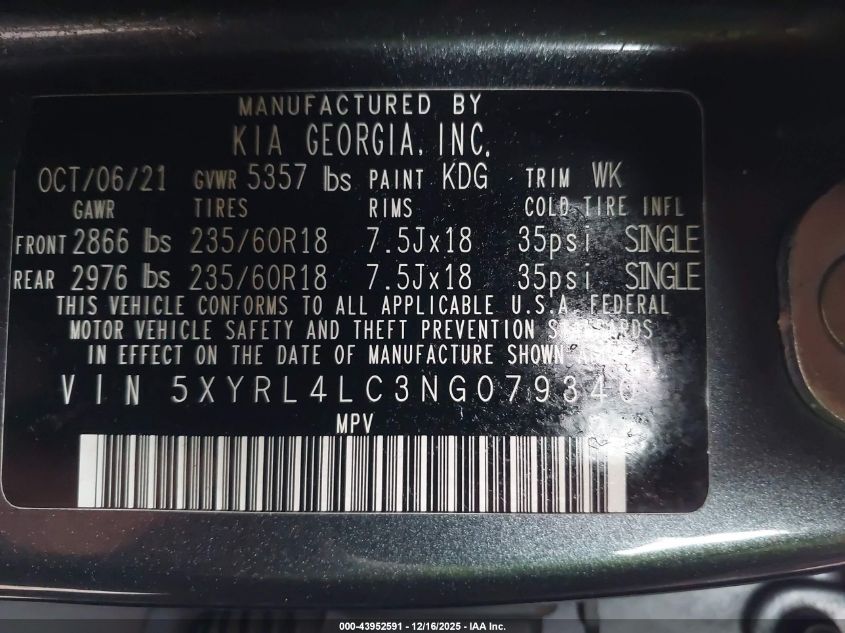 MANUFACTURED BY
KIA GEORGIA, INC.
OCT/06/21 GVWR 5357 lbs PAINT KDG TRIM WK
GAWR TIRES RIMS COLD TIRE INFL
FRONT 2866 lbs 235/60R18 7.5Jx18 35psi SINGLE
REAR 2976 lbs 235/60R18 7.5Jx18 35psi SINGLE
THIS VEHICLE CONFORMS TO ALL APPLICABLE U.S.A. FEDERAL
MOTOR VEHICLE SAFETY AND THEFT PREVENTION STANDARDS
IN EFFECT ON THE DATE OF MANUFACTURE SHOWN
VIN 5XYRL4LC3NG079340
MPV
000-43952591 - 12/16/2025 - IAA Inc.